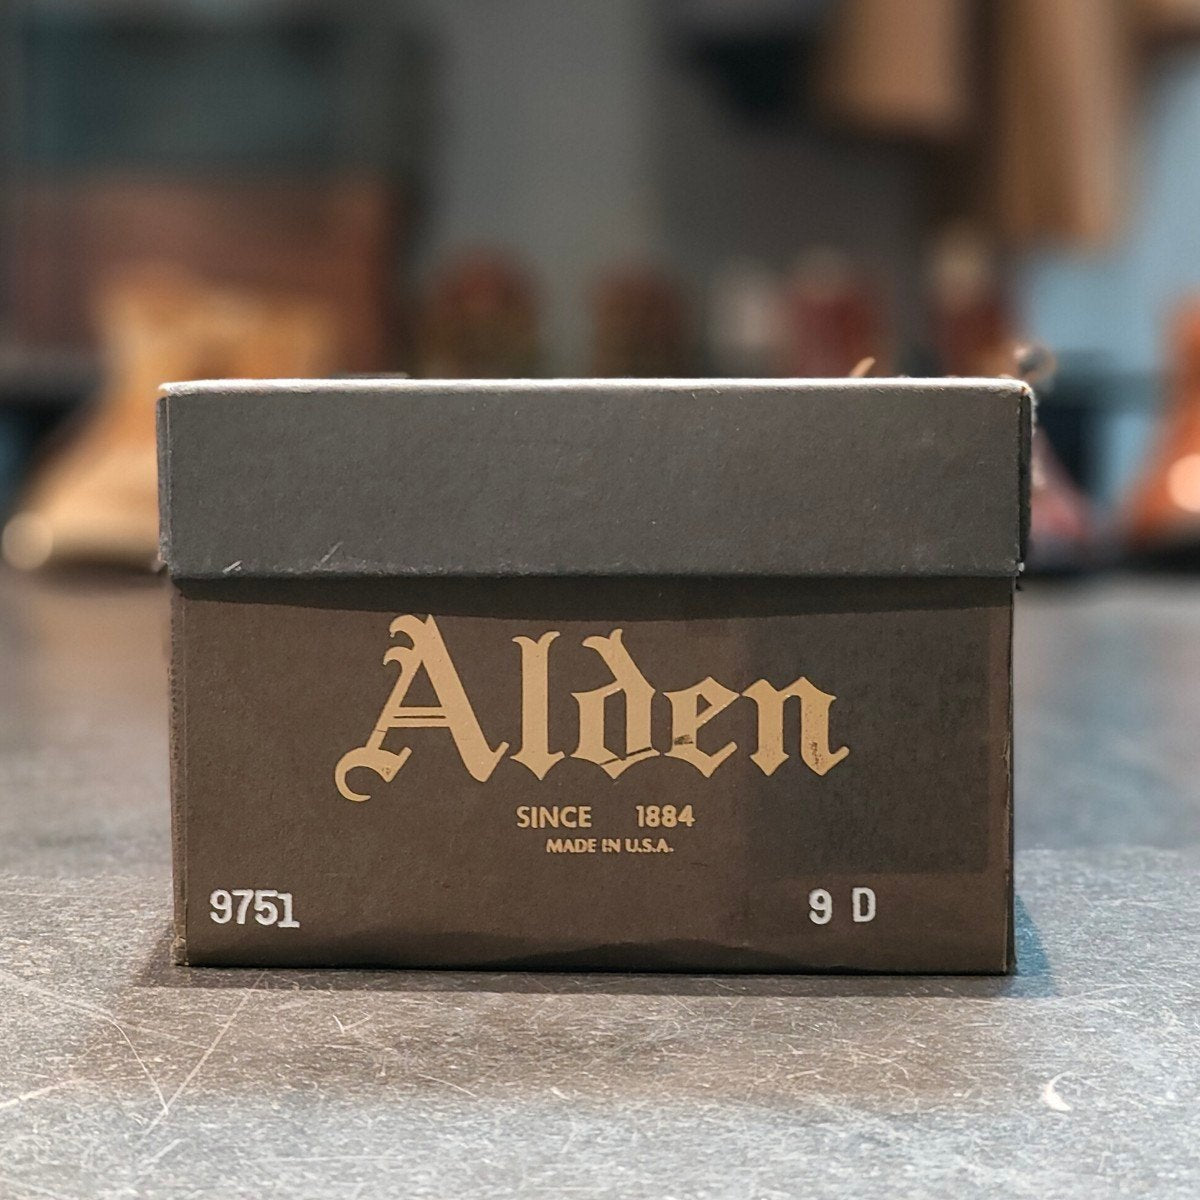 Alden
SINCE 1884
MADE IN U.S.A.
9751 9 D